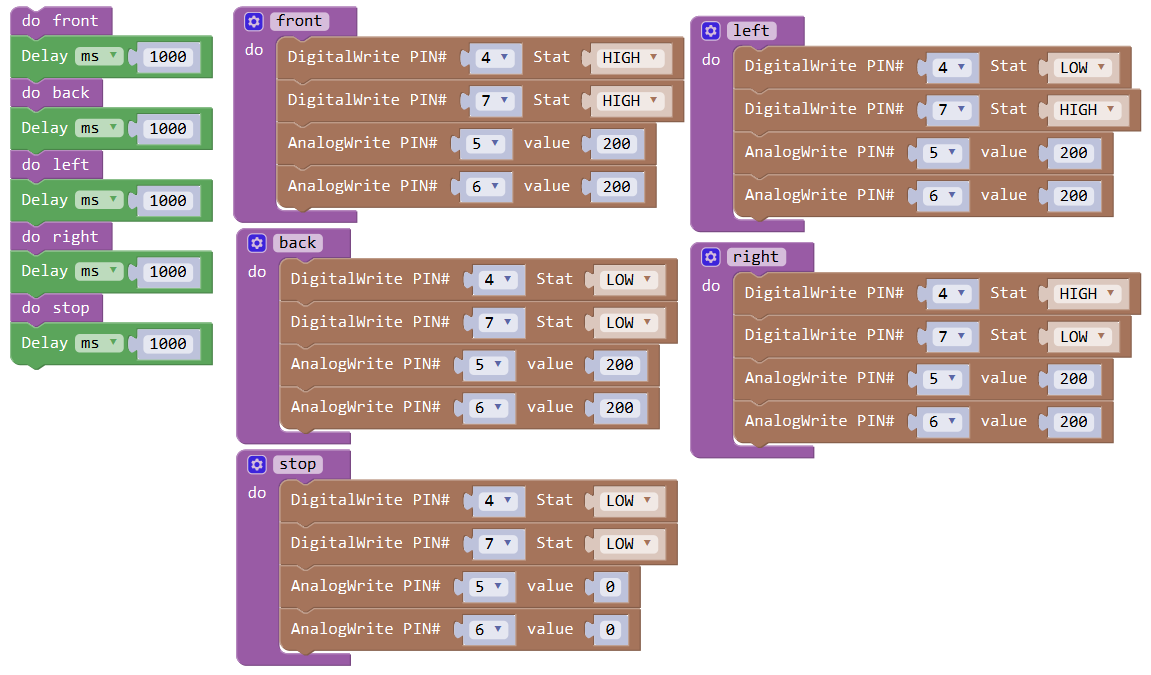 do front
Delay ms 1000
do back
Delay ms 1000
do left
Delay ms 1000
do right
Delay ms 1000
do stop
Delay ms 1000
front
do
DigitalWrite PIN# 4 Stat HIGH
DigitalWrite PIN# 7 Stat HIGH
AnalogWrite PIN# 5 value 200
AnalogWrite PIN# 6 value 200
back
do
DigitalWrite PIN# 4 Stat LOW
DigitalWrite PIN# 7 Stat LOW
AnalogWrite PIN# 5 value 200
AnalogWrite PIN# 6 value 200
stop
do
DigitalWrite PIN# 4 Stat LOW
DigitalWrite PIN# 7 Stat LOW
AnalogWrite PIN# 5 value 0
AnalogWrite PIN# 6 value 0
left
do
DigitalWrite PIN# 4 Stat LOW
DigitalWrite PIN# 7 Stat HIGH
AnalogWrite PIN# 5 value 200
AnalogWrite PIN# 6 value 200
right
do
DigitalWrite PIN# 4 Stat HIGH
DigitalWrite PIN# 7 Stat LOW
AnalogWrite PIN# 5 value 200
AnalogWrite PIN# 6 value 200